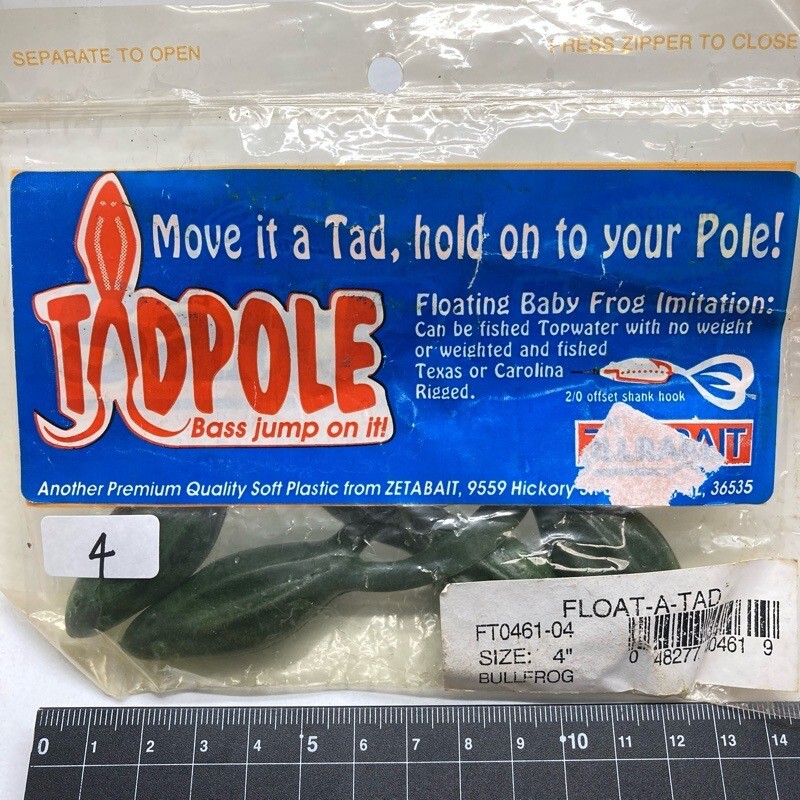 SEPARATE TO OPEN
PRESS ZIPPER TO CLOSE
Move it a Tad, hold on to your Pole!
TADPOLE
Bass jump on it!
Floating Baby Frog Imitation:
Can be fished Topwater with no weight
or weighted and fished
Texas or Carolina
Rigged.
2/0 offset shank hook
Another Premium Quality Soft Plastic from ZETABAIT, 9559 Hickory 36535
4
FLOAT-A-TAD
FT0461-04
SIZE: 4"
BULLFROG
0 48277 0461 9
0 1 2 3 4 5 6 7 8 9 10 11 12 13 14